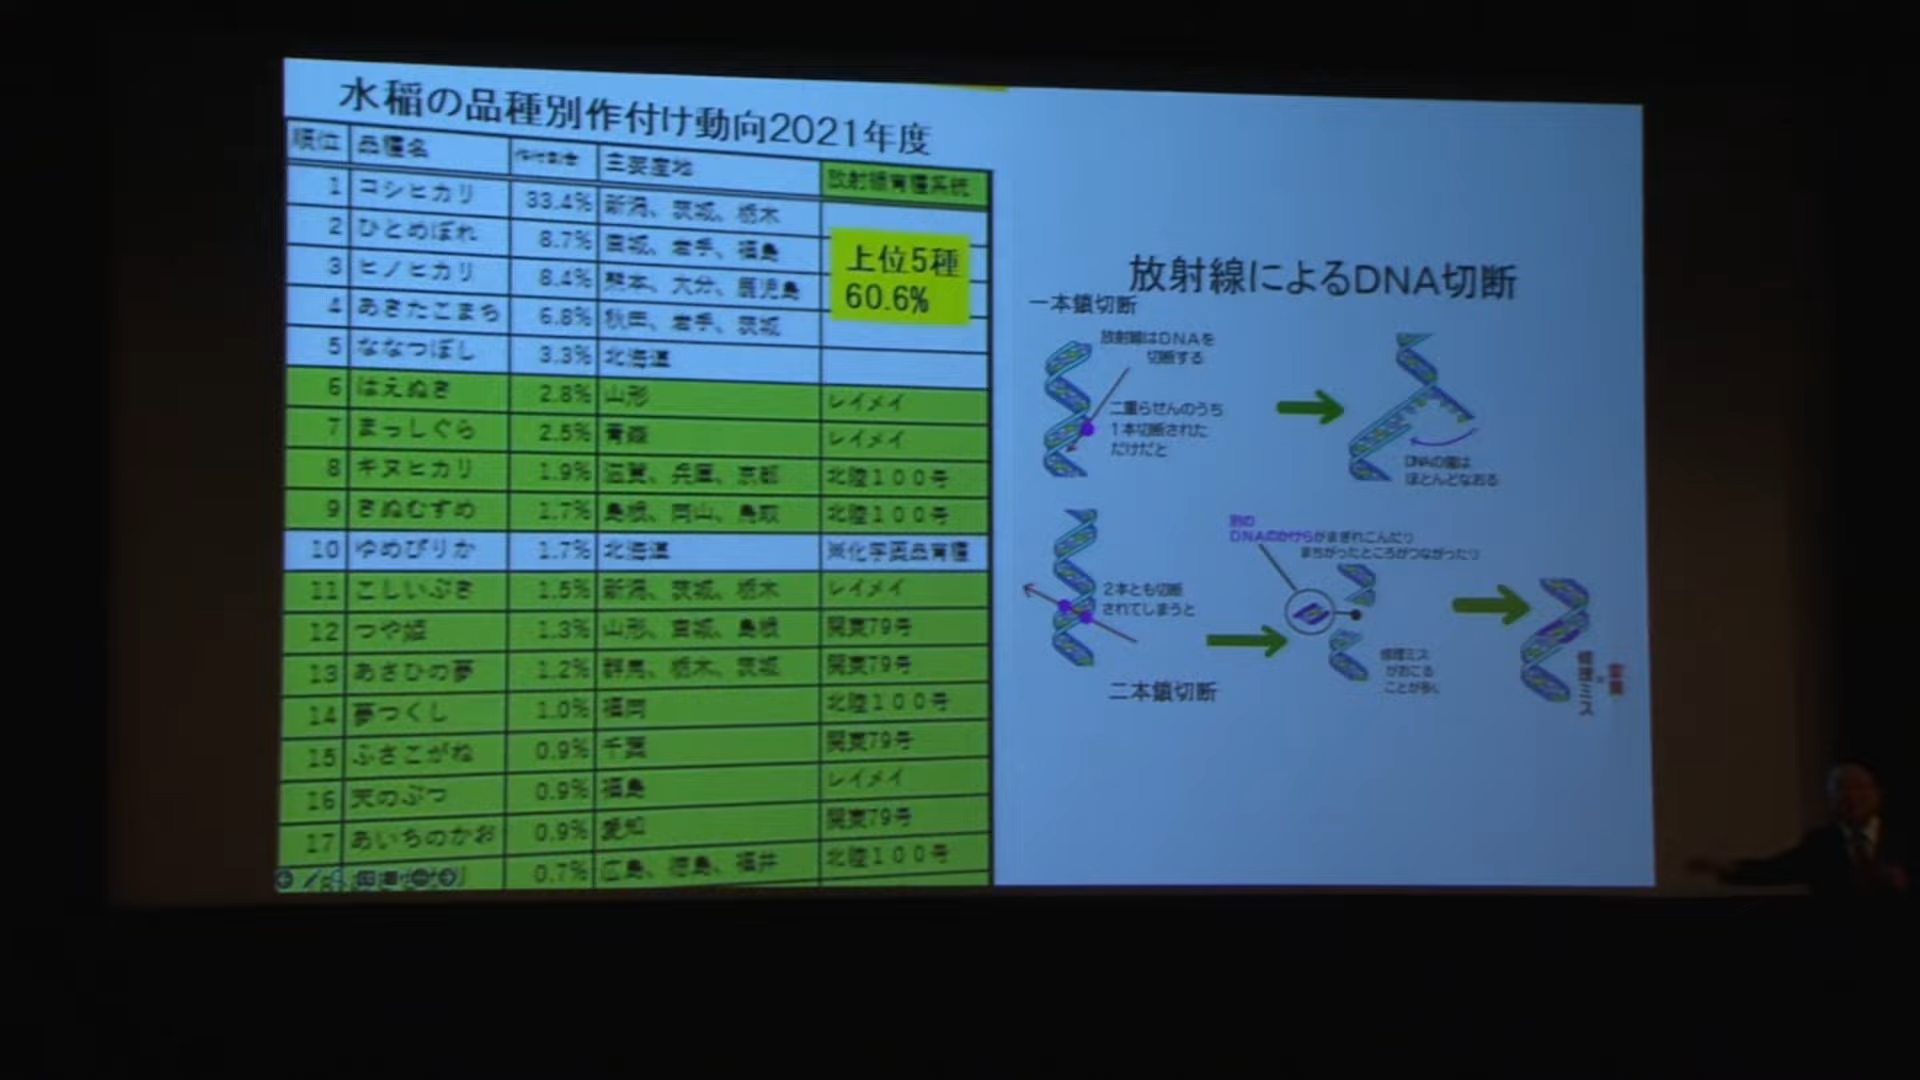 水稲の品種別作付け動向2021年度
順位 品種名 作付割合 主要産地 放射線育種系統
1 コシヒカリ 33.4% 新潟、茨城、栃木
2 ひとめぼれ 8.7% 宮城、岩手、福島
3 ヒノヒカリ 8.4% 熊本、大分、鹿児島
4 あきたこまち 6.8% 秋田、岩手、茨城
5 ななつぼし 3.3% 北海道
上位5種
60.6%
6 はえぬき 2.8% 山形 レイメイ
7 まっしぐら 2.5% 青森 レイメイ
8 キヌヒカリ 1.9% 滋賀、兵庫、京都 北陸100号
9 きぬむすめ 1.7% 島根、岡山、鳥取 北陸100号
10 ゆめぴりか 1.7% 北海道 ※化学薬品育種
11 こしいぶき 1.5% 新潟、茨城、栃木 レイメイ
12 つや姫 1.3% 山形、宮城、島根 関東79号
13 あさひの夢 1.2% 群馬、栃木、茨城 関東79号
14 夢つくし 1.0% 福岡 北陸100号
15 ふさこがね 0.9% 千葉 関東79号
16 天のつぶ 0.9% 福島 レイメイ
17 あいちのかお 0.9% 愛知 関東79号
0.7% 広島、徳島、福井 北陸100号
放射線によるDNA切断
一本鎖切断
放射線はDNAを
切断する
二重らせんのうち
1本切断された
だけだと
DNAの傷は
ほとんどなおる
別の
DNAのかけらがまぎれこんだり
まちがったところがつながったり
2本とも切断
されてしまうと
修理ミス
がおこる
ことが多い
二本鎖切断
修理ミス